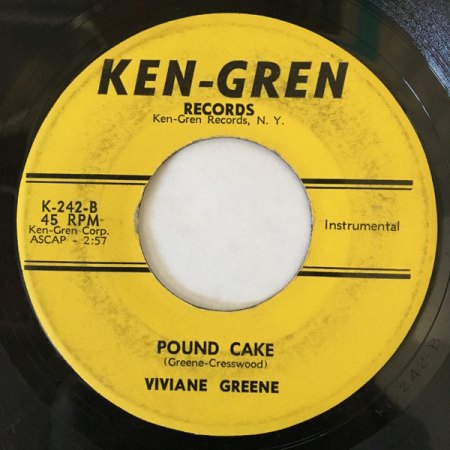 KEN-GREN
RECORDS
Ken-Gren Records, N. Y.
K-242-B
45 RPM
Ken-Gren Corp.
ASCAP - 2:57
Instrumental
POUND CAKE
(Greene-Cresswood)
VIVIANE GREENE
K-242-B